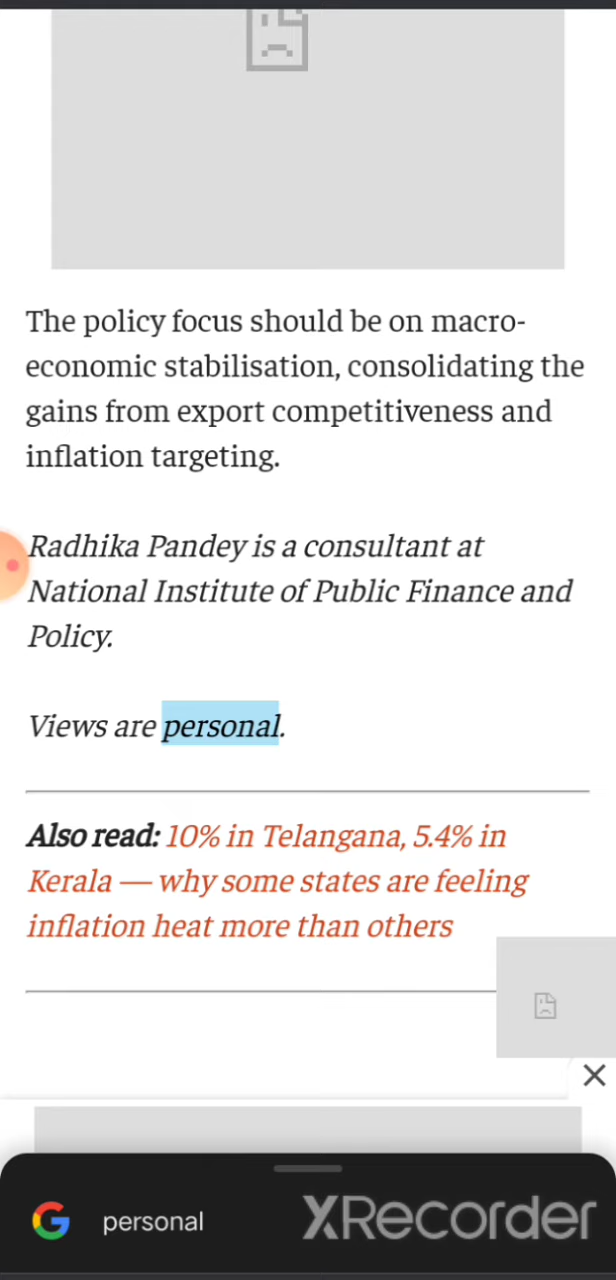 The policy focus should be on macro-
economic stabilisation, consolidating the
gains from export competitiveness and
inflation targeting.
Radhika Pandey is a consultant at
National Institute of Public Finance and
Policy.
Views are personal.
Also read: 10% in Telangana, 5.4% in
Kerala — why some states are feeling
inflation heat more than others
personal
XRecorder